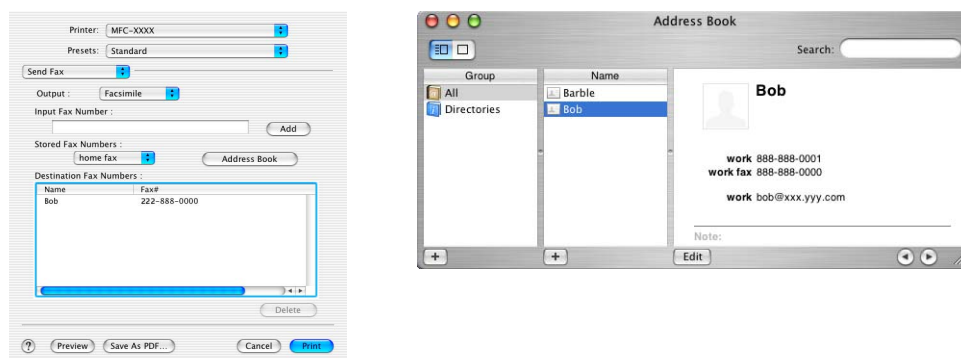 Printer: MFC-XXXX
Presets: Standard
Send Fax
Output : Facsimile
Input Fax Number :
Add
Stored Fax Numbers :
home fax Address Book
Destination Fax Numbers :
Name Fax#
Bob 222-888-0000
Delete
? Preview Save As PDF... Cancel Print
Address Book
Search:
Group Name
All
Directories
Barble
Bob
Bob
work 888-888-0001
work fax 888-888-0000
work bob@xxx.yyy.com
Note:
+ + Edit